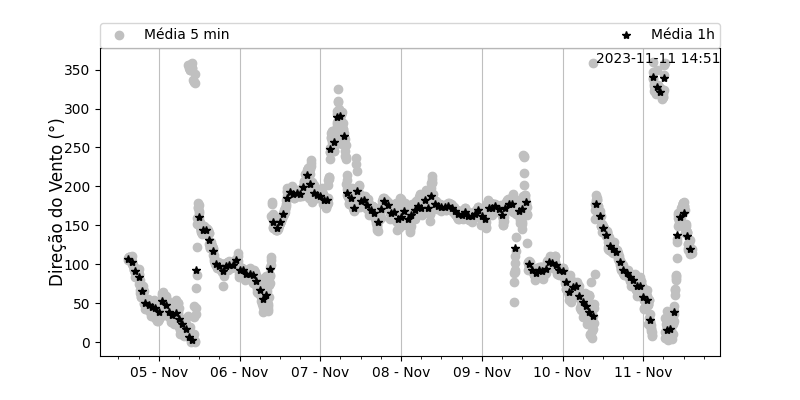 Média 5 min
Média 1h
2023-11-11 14:51
Direção do Vento (°)
350
300
250
200
150
100
50
0
05 - Nov
06 - Nov
07 - Nov
08 - Nov
09 - Nov
10 - Nov
11 - Nov